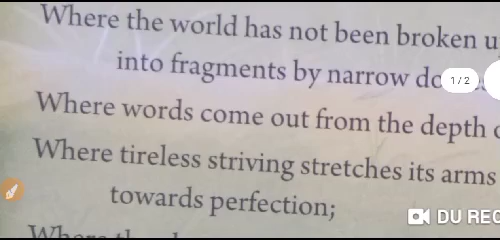 Where the world has not been broken u
into fragments by narrow do
1/2
Where words come out from the depth
Where tireless striving stretches its arms
towards perfection;
Where
DU REC